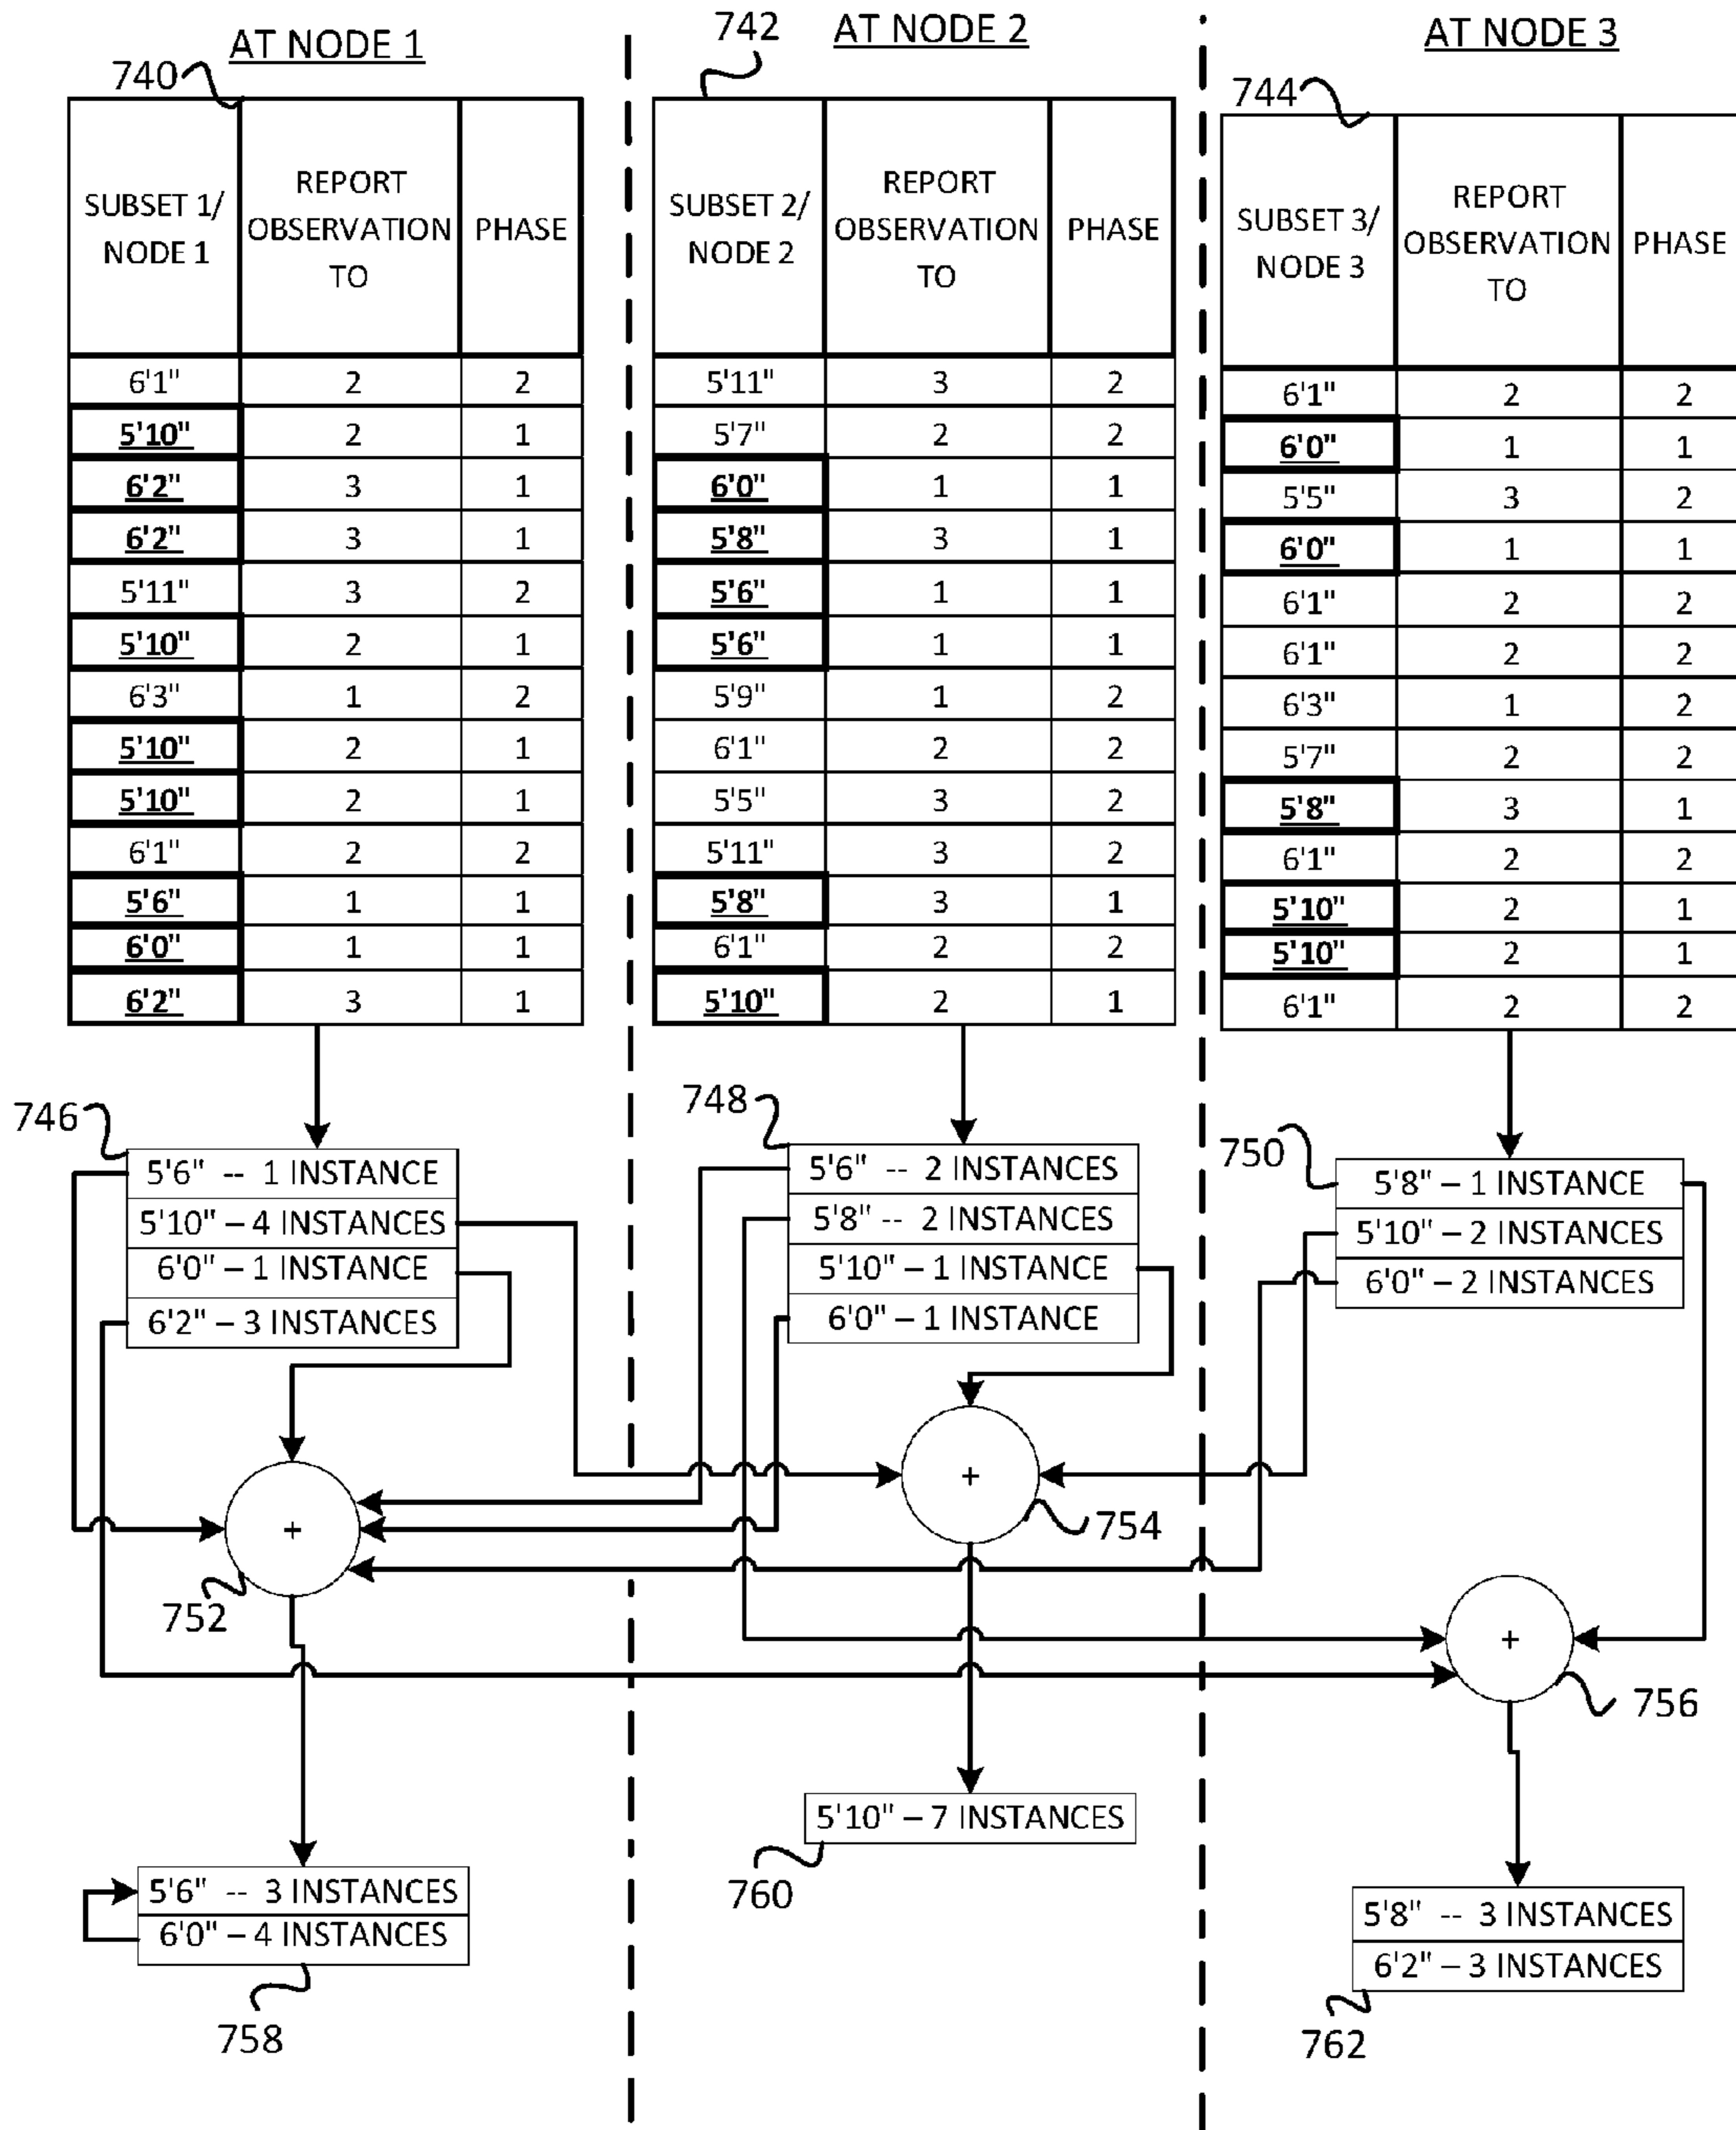 AT NODE 1
740
SUBSET 1/
NODE 1
REPORT
OBSERVATION
TO
PHASE
6'1" 2 2
5'10" 2 1
6'2" 3 1
6'2" 3 1
5'11" 3 2
5'10" 2 1
6'3" 1 2
5'10" 2 1
5'10" 2 1
6'1" 2 2
5'6" 1 1
6'0" 1 1
6'2" 3 1
742
AT NODE 2
SUBSET 2/
NODE 2
REPORT
OBSERVATION
TO
PHASE
5'11" 3 2
5'7" 2 2
6'0" 1 1
5'8" 3 1
5'6" 1 1
5'6" 1 1
5'9" 1 2
6'1" 2 2
5'5" 3 2
5'11" 3 2
5'8" 3 1
6'1" 2 2
5'10" 2 1
AT NODE 3
744
SUBSET 3/
NODE 3
REPORT
OBSERVATION
TO
PHASE
6'1" 2 2
6'0" 1 1
5'5" 3 2
6'0" 1 1
6'1" 2 2
6'1" 2 2
6'3" 1 2
5'7" 2 2
5'8" 3 1
6'1" 2 2
5'10" 2 1
5'10" 2 1
6'1" 2 2
746
5'6" -- 1 INSTANCE
5'10" – 4 INSTANCES
6'0" – 1 INSTANCE
6'2" – 3 INSTANCES
748
5'6" -- 2 INSTANCES
5'8" -- 2 INSTANCES
5'10" – 1 INSTANCE
6'0" – 1 INSTANCE
750
5'8" – 1 INSTANCE
5'10" – 2 INSTANCES
6'0" – 2 INSTANCES
+
752
+
754
+
756
5'6" -- 3 INSTANCES
6'0" – 4 INSTANCES
758
5'10" – 7 INSTANCES
760
5'8" -- 3 INSTANCES
6'2" – 3 INSTANCES
762